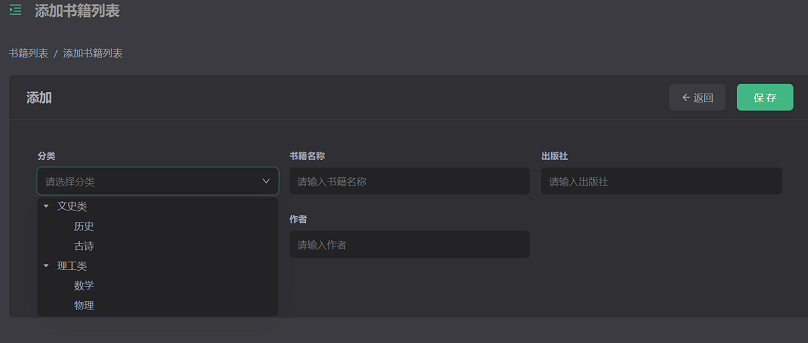 添加书籍列表
书籍列表 / 添加书籍列表
添加
← 返回
保 存
分类
书籍名称
出版社
请选择分类
请输入书籍名称
请输入出版社
文史类
历史
古诗
理工类
数学
物理
作者
请输入作者